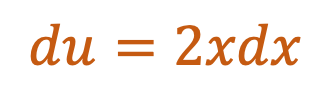 du = 2xdx